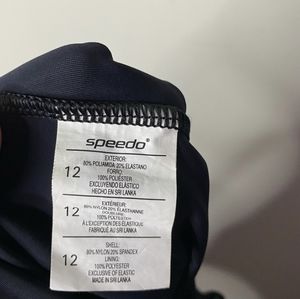 speedo
EXTERIOR:
80% POLIAMIDA 20% ELASTANO
FORRO:
12
100% POLIÉSTER
EXCLUYENDO ELÁSTICO
HECHO EN SRI LANKA
EXTÉRIEUR:
80% NYLON 20% ÉLASTHANNE
12
DOUBLURE:
100% POLYESTER
À L'EXCEPTION DES ÉLASTIQUE
FABRIQUÉ AU SRI LANKA
SHELL:
80% NYLON 20% SPANDEX
12
LINING:
100% POLYESTER
EXCLUSIVE OF ELASTIC
MADE IN SRI LANKA